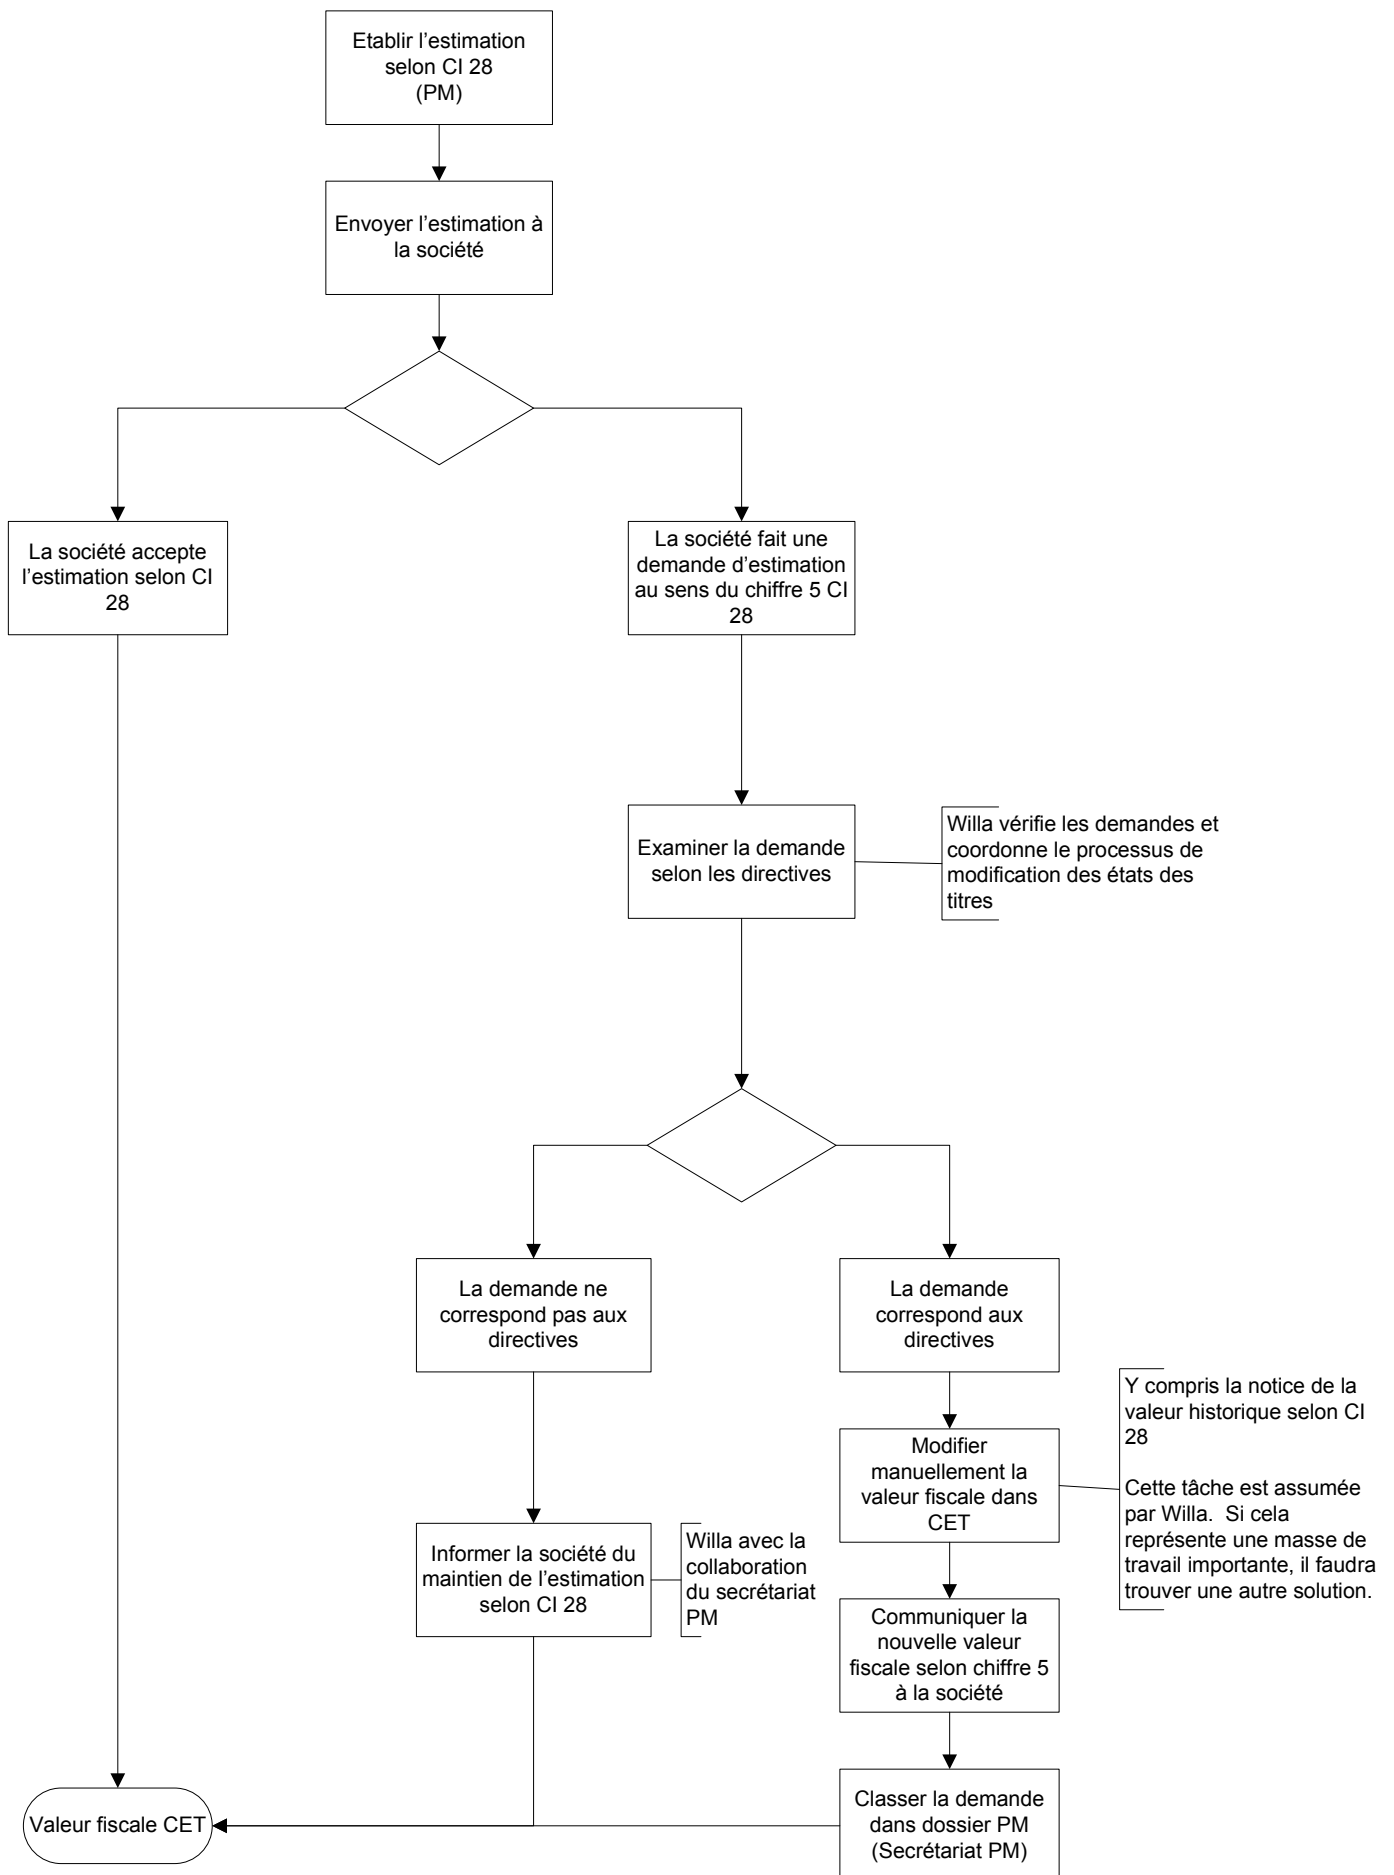 Etablir l’estimation
selon CI 28
(PM)
Envoyer l’estimation à
la société
La société accepte
l’estimation selon CI
28
La société fait une
demande d’estimation
au sens du chiffre 5 CI
28
Examiner la demande
selon les directives
Willa vérifie les demandes et
coordonne le processus de
modification des états des
titres
La demande ne
correspond pas aux
directives
La demande
correspond aux
directives
Modifier
manuellement la
valeur fiscale dans
CET
Y compris la notice de la
valeur historique selon CI
28
Cette tâche est assumée
par Willa.  Si cela
représente une masse de
travail importante, il faudra
trouver une autre solution.
Informer la société du
maintien de l’estimation
selon CI 28
Willa avec la
collaboration
du secrétariat
PM
Communiquer la
nouvelle valeur
fiscale selon chiffre 5
à la société
Classer la demande
dans dossier PM
(Secrétariat PM)
Valeur fiscale CET